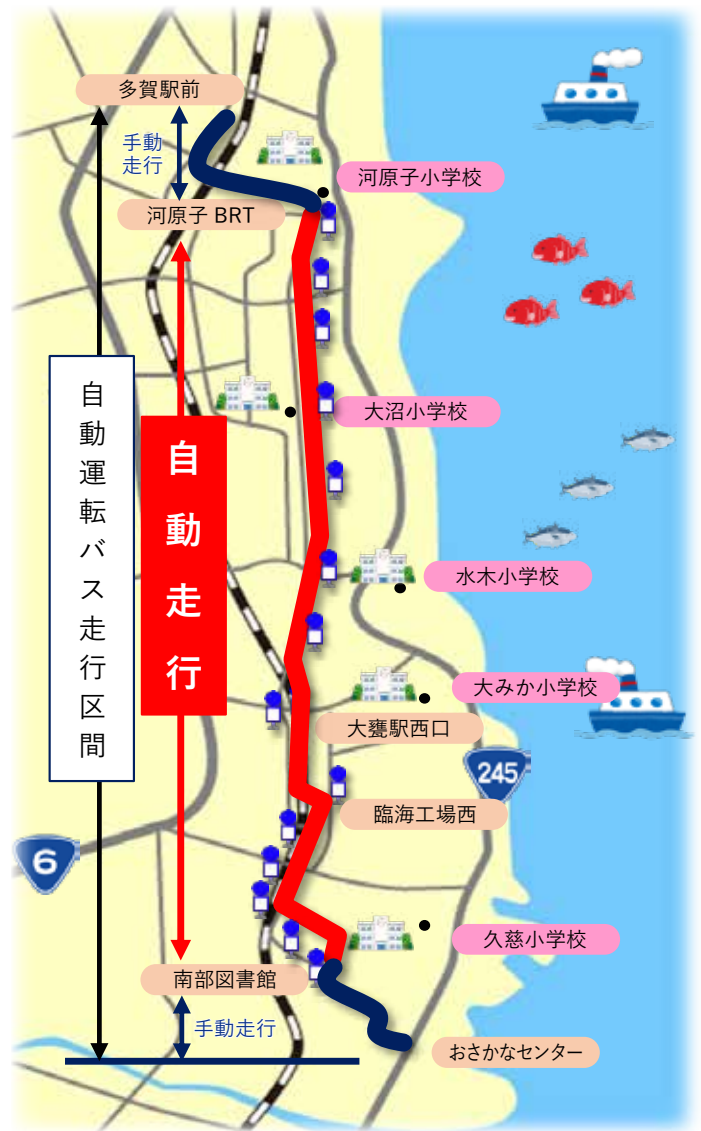 多賀駅前
手動
走行
河原子小学校
河原子 BRT
大沼小学校
自動運転バス走行区間
自動走行
水木小学校
大みか小学校
大甕駅西口
245
臨海工場西
6
久慈小学校
南部図書館
手動走行
おさかなセンター